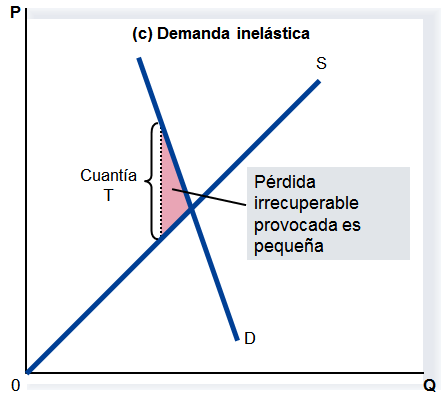 P
(c) Demanda inelástica
S
Cuantía
T
Pérdida
irrecuperable
provocada es
pequeña
D
0
Q